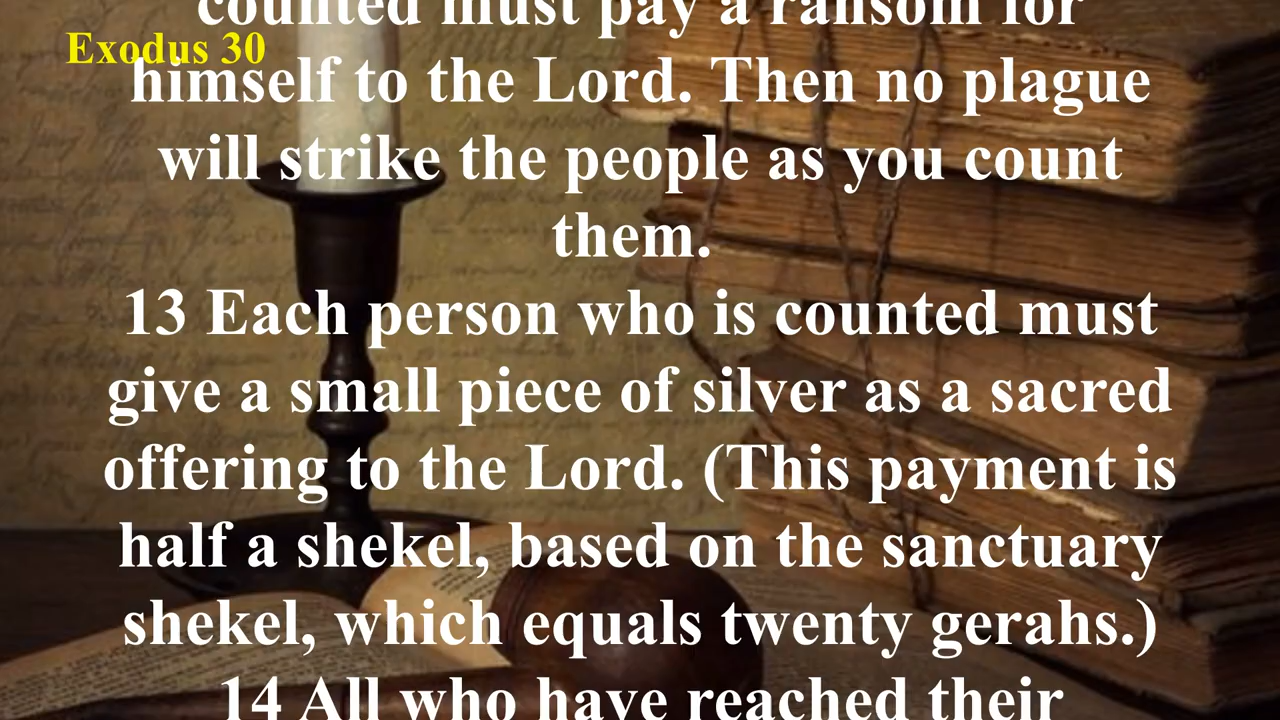 counted must pay a ransom for
Exodus 30
himself to the Lord. Then no plague
will strike the people as you count
them.
13 Each person who is counted must
give a small piece of silver as a sacred
offering to the Lord. (This payment is
half a shekel, based on the sanctuary
shekel, which equals twenty gerahs.)
14 All who have reached their